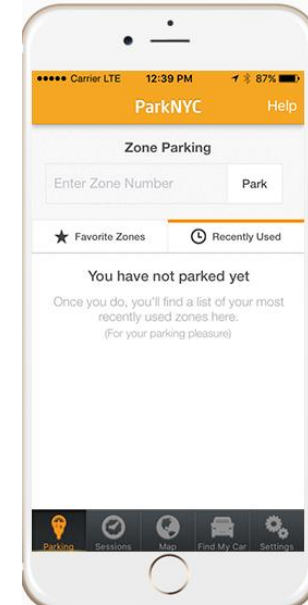 Carrier LTE 12:39 PM 87%
ParkNYC Help
Zone Parking
Enter Zone Number Park
Favorite Zones Recently Used
You have not parked yet
Once you do, you'll find a list of your most
recently used zones here.
(For your parking pleasure)
Parking Sessions Map Find My Car Settings